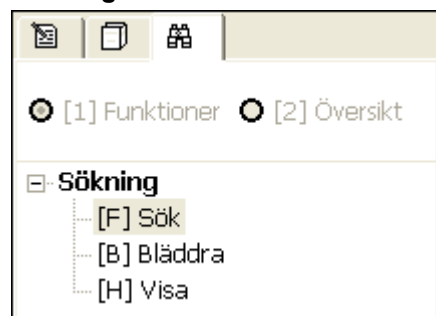 [1] Funktioner [2] Översikt
Sökning
[F] Sök
[B] Bläddra
[H] Visa